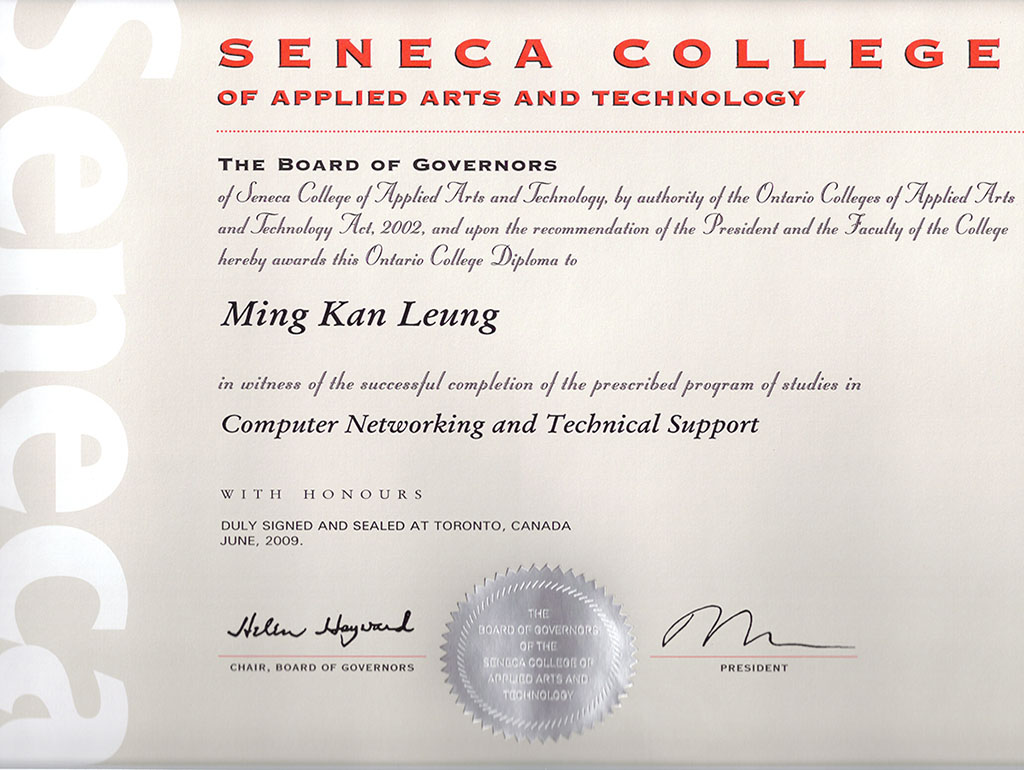 Seneca
SENECA COLLEGE
OF APPLIED ARTS AND TECHNOLOGY
THE BOARD OF GOVERNORS
of Seneca College of Applied Arts and Technology, by authority of the Ontario Colleges of Applied Arts
and Technology Act, 2002, and upon the recommendation of the President and the Faculty of the College
hereby awards this Ontario College Diploma to
Ming Kan Leung
in witness of the successful completion of the prescribed program of studies in
Computer Networking and Technical Support
WITH HONOURS
DULY SIGNED AND SEALED AT TORONTO, CANADA
JUNE, 2009.
Helen Hayward
CHAIR, BOARD OF GOVERNORS
THE
BOARD OF GOVERNORS
OF THE
SENECA COLLEGE OF
APPLIED ARTS AND
TECHNOLOGY
PRESIDENT